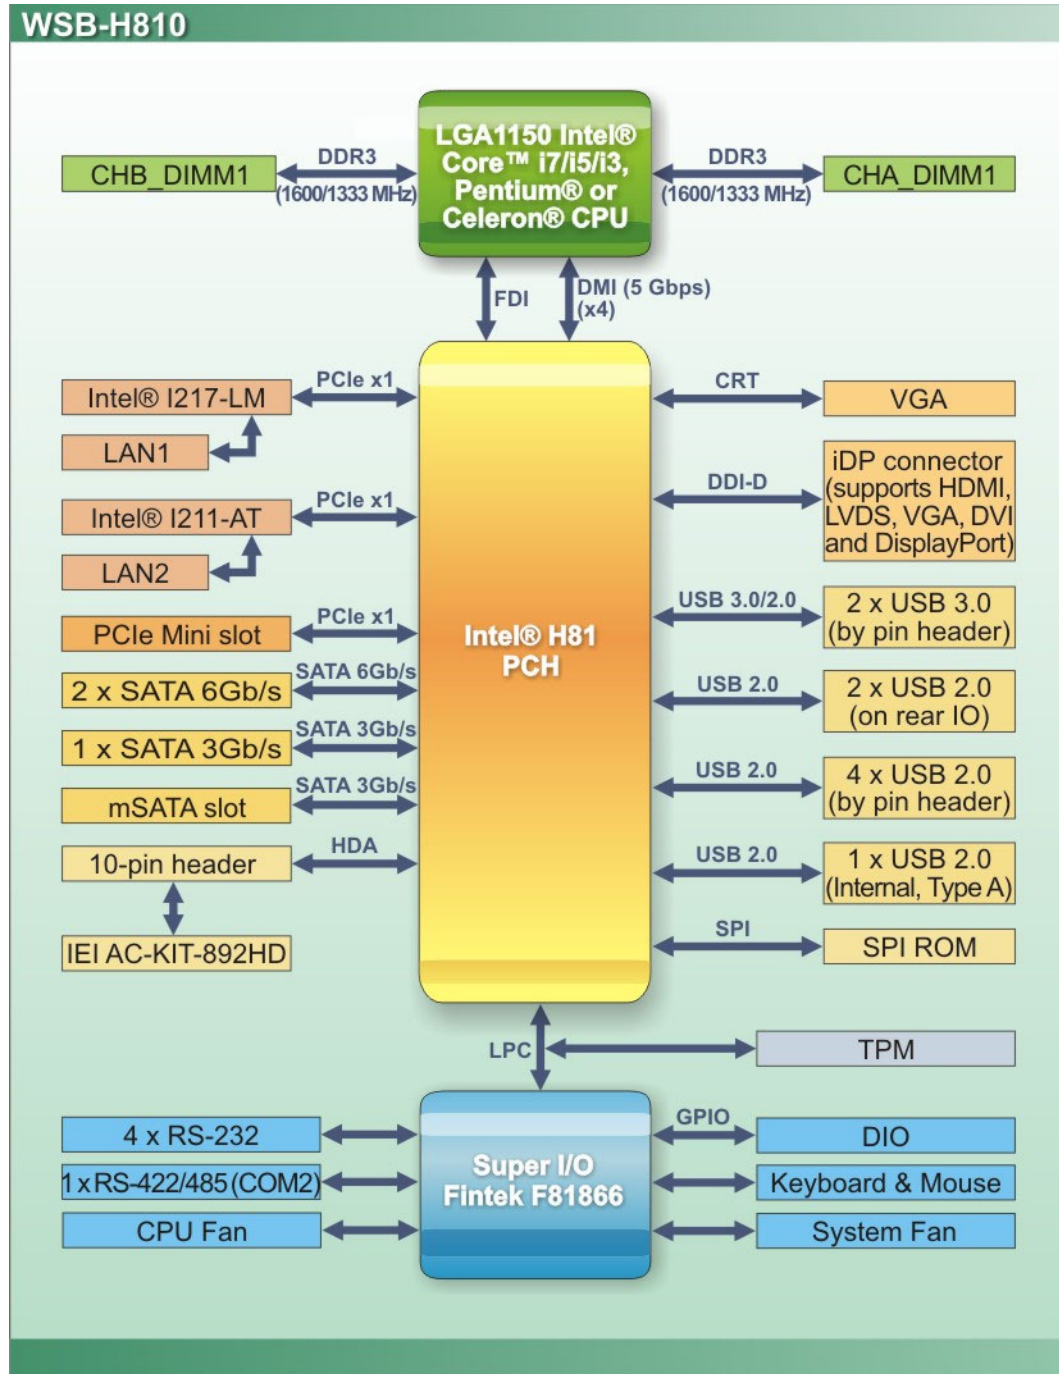 WSB-H810
LGA1150 Intel®
Core™ i7/i5/i3,
Pentium® or
Celeron® CPU
CHB_DIMM1
DDR3
(1600/1333 MHz)
DDR3
(1600/1333 MHz)
CHA_DIMM1
FDI
DMI (5 Gbps)
(x4)
Intel® H81
PCH
Intel® I217-LM
PCIe x1
LAN1
Intel® I211-AT
PCIe x1
LAN2
PCIe Mini slot
PCIe x1
2 x SATA 6Gb/s
SATA 6Gb/s
1 x SATA 3Gb/s
SATA 3Gb/s
mSATA slot
SATA 3Gb/s
10-pin header
HDA
IEI AC-KIT-892HD
CRT
VGA
DDI-D
iDP connector
(supports HDMI,
LVDS, VGA, DVI
and DisplayPort)
USB 3.0/2.0
2 x USB 3.0
(by pin header)
USB 2.0
2 x USB 2.0
(on rear IO)
USB 2.0
4 x USB 2.0
(by pin header)
USB 2.0
1 x USB 2.0
(Internal, Type A)
SPI
SPI ROM
LPC
TPM
Super I/O
Fintek F81866
4 x RS-232
1 x RS-422/485 (COM2)
CPU Fan
GPIO
DIO
Keyboard & Mouse
System Fan